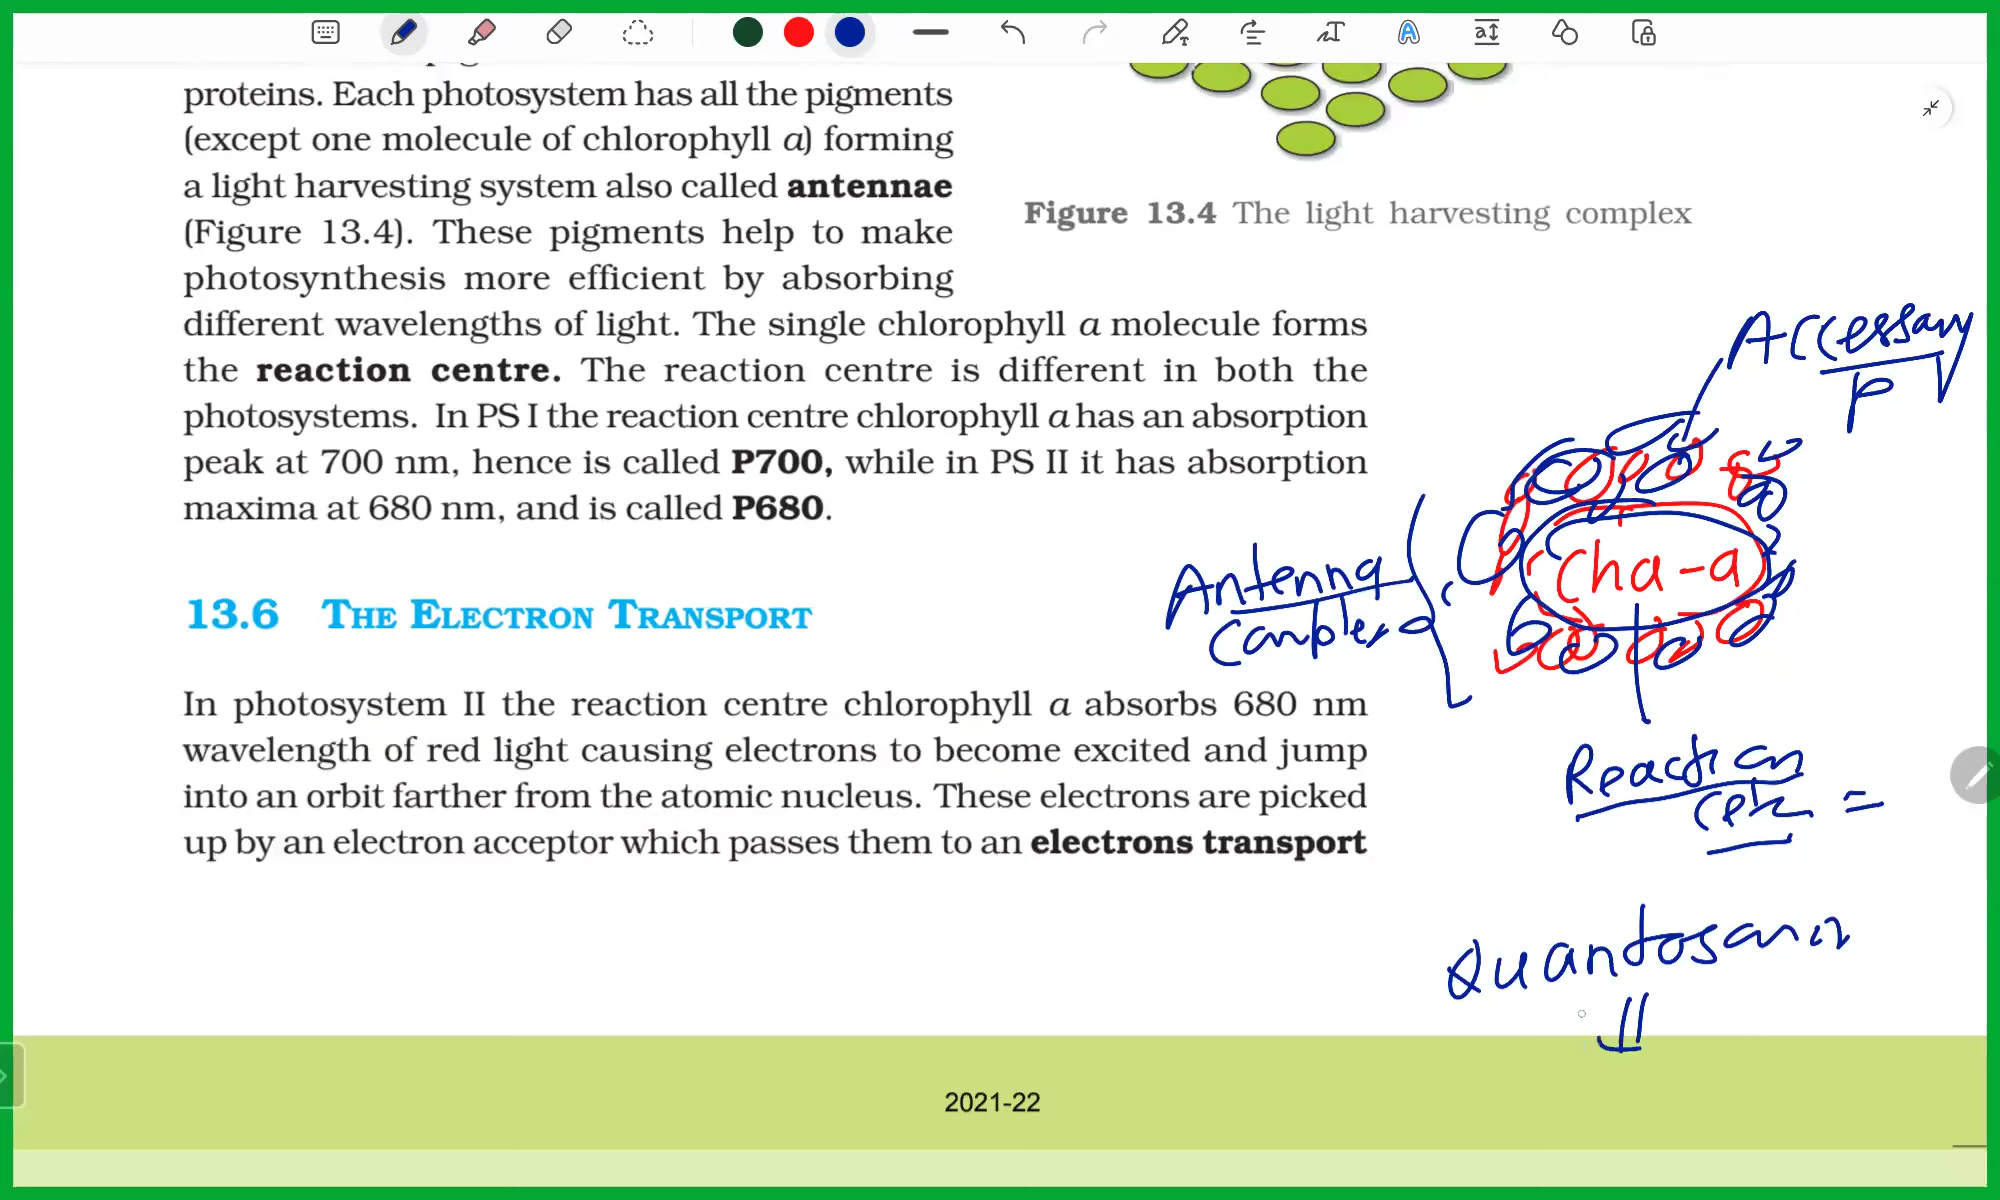 proteins. Each photosystem has all the pigments
(except one molecule of chlorophyll a) forming
a light harvesting system also called antennae
(Figure 13.4). These pigments help to make
photosynthesis more efficient by absorbing
different wavelengths of light. The single chlorophyll a molecule forms
the reaction centre. The reaction centre is different in both the
photosystems. In PS I the reaction centre chlorophyll a has an absorption
peak at 700 nm, hence is called P700, while in PS II it has absorption
maxima at 680 nm, and is called P680.
Figure 13.4 The light harvesting complex
Accessary
P
Antenna
Cha-a
Reaction
=
13.6 THE ELECTRON TRANSPORT
In photosystem II the reaction centre chlorophyll a absorbs 680 nm
wavelength of red light causing electrons to become excited and jump
into an orbit farther from the atomic nucleus. These electrons are picked
up by an electron acceptor which passes them to an electrons transport
2021-22